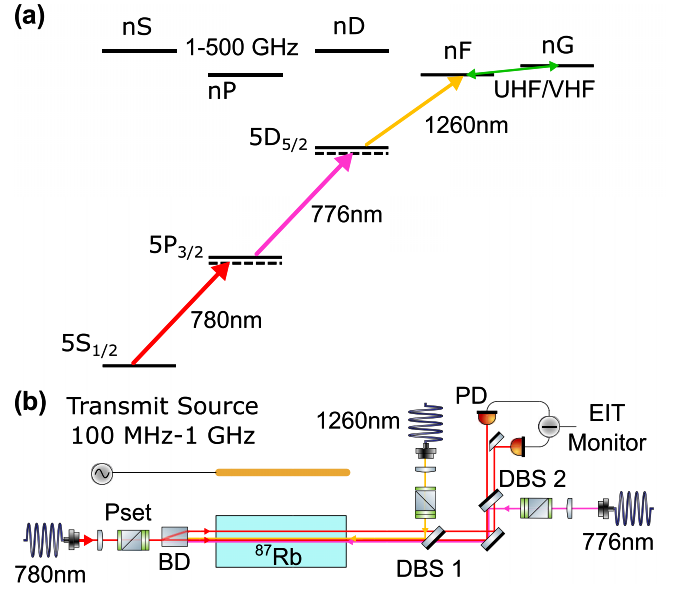 (a)
nS
1-500 GHz
nP
nD
nF
nG
UHF/VHF
1260nm
5D5/2
776nm
5P3/2
780nm
5S1/2
(b)
Transmit Source
100 MHz-1 GHz
1260nm
PD
EIT
Monitor
DBS 2
Pset
BD
87Rb
DBS 1
780nm
776nm